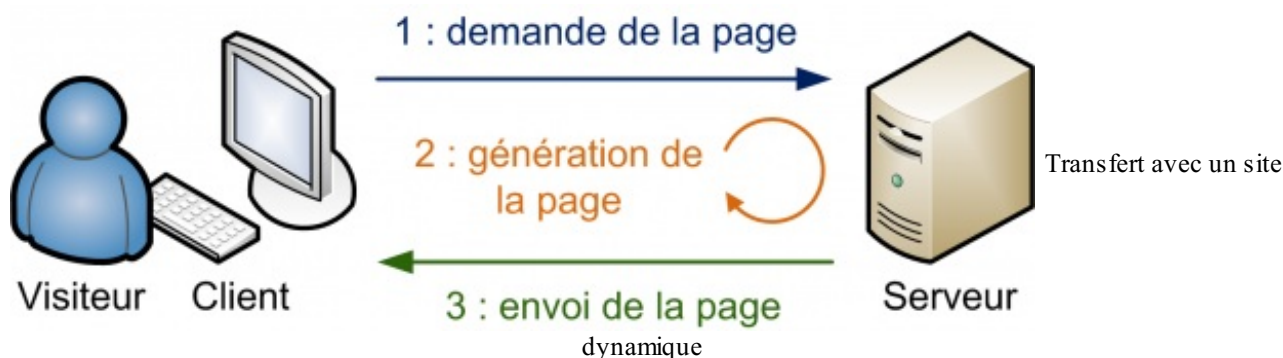 1 : demande de la page
2 : génération de
la page
Transfert avec un site
Visiteur Client Serveur
3 : envoi de la page
dynamique